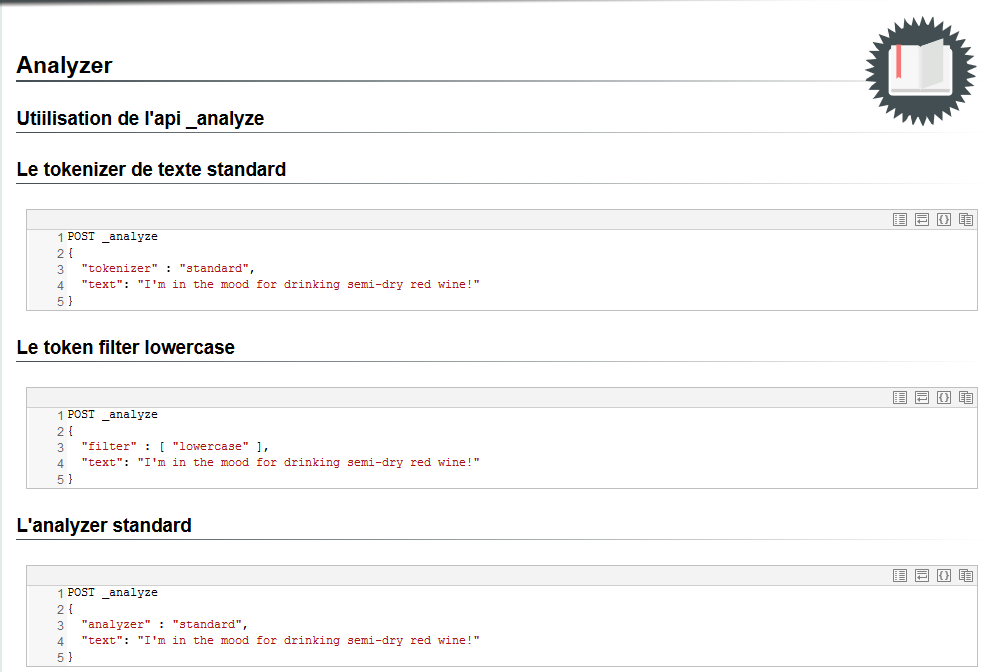 Analyzer
Utiilisation de l'api _analyze
Le tokenizer de texte standard
1 POST _analyze
2 {
3   "tokenizer" : "standard",
4   "text": "I'm in the mood for drinking semi-dry red wine!"
5 }
Le token filter lowercase
1 POST _analyze
2 {
3   "filter" : [ "lowercase" ],
4   "text": "I'm in the mood for drinking semi-dry red wine!"
5 }
L'analyzer standard
1 POST _analyze
2 {
3   "analyzer" : "standard",
4   "text": "I'm in the mood for drinking semi-dry red wine!"
5 }